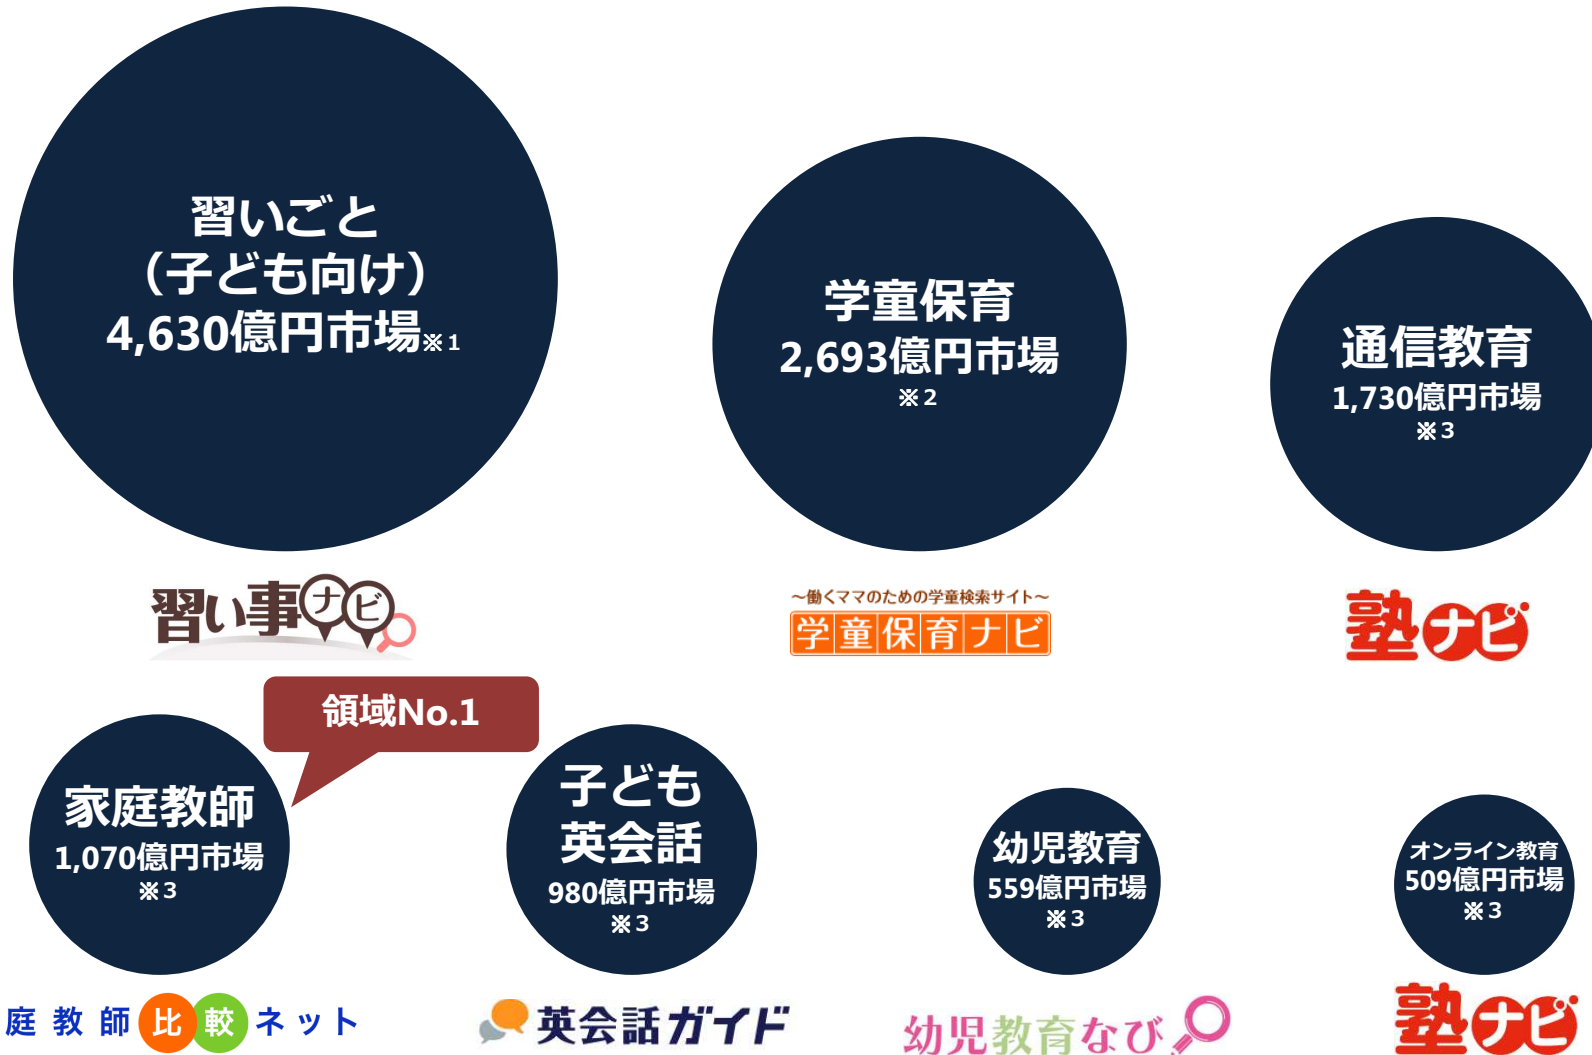 習いごと
（子ども向け）
4,630億円市場※1
学童保育
2,693億円市場
※2
通信教育
1,730億円市場
※3
習い事ナビ
～働くママのための学童検索サイト～
学童保育ナビ
塾ナビ
領域No.1
家庭教師
1,070億円市場
※3
子ども
英会話
980億円市場
※3
幼児教育
559億円市場
※3
オンライン教育
509億円市場
※3
庭教師比較ネット
英会話ガイド
幼児教育なび
塾ナビ